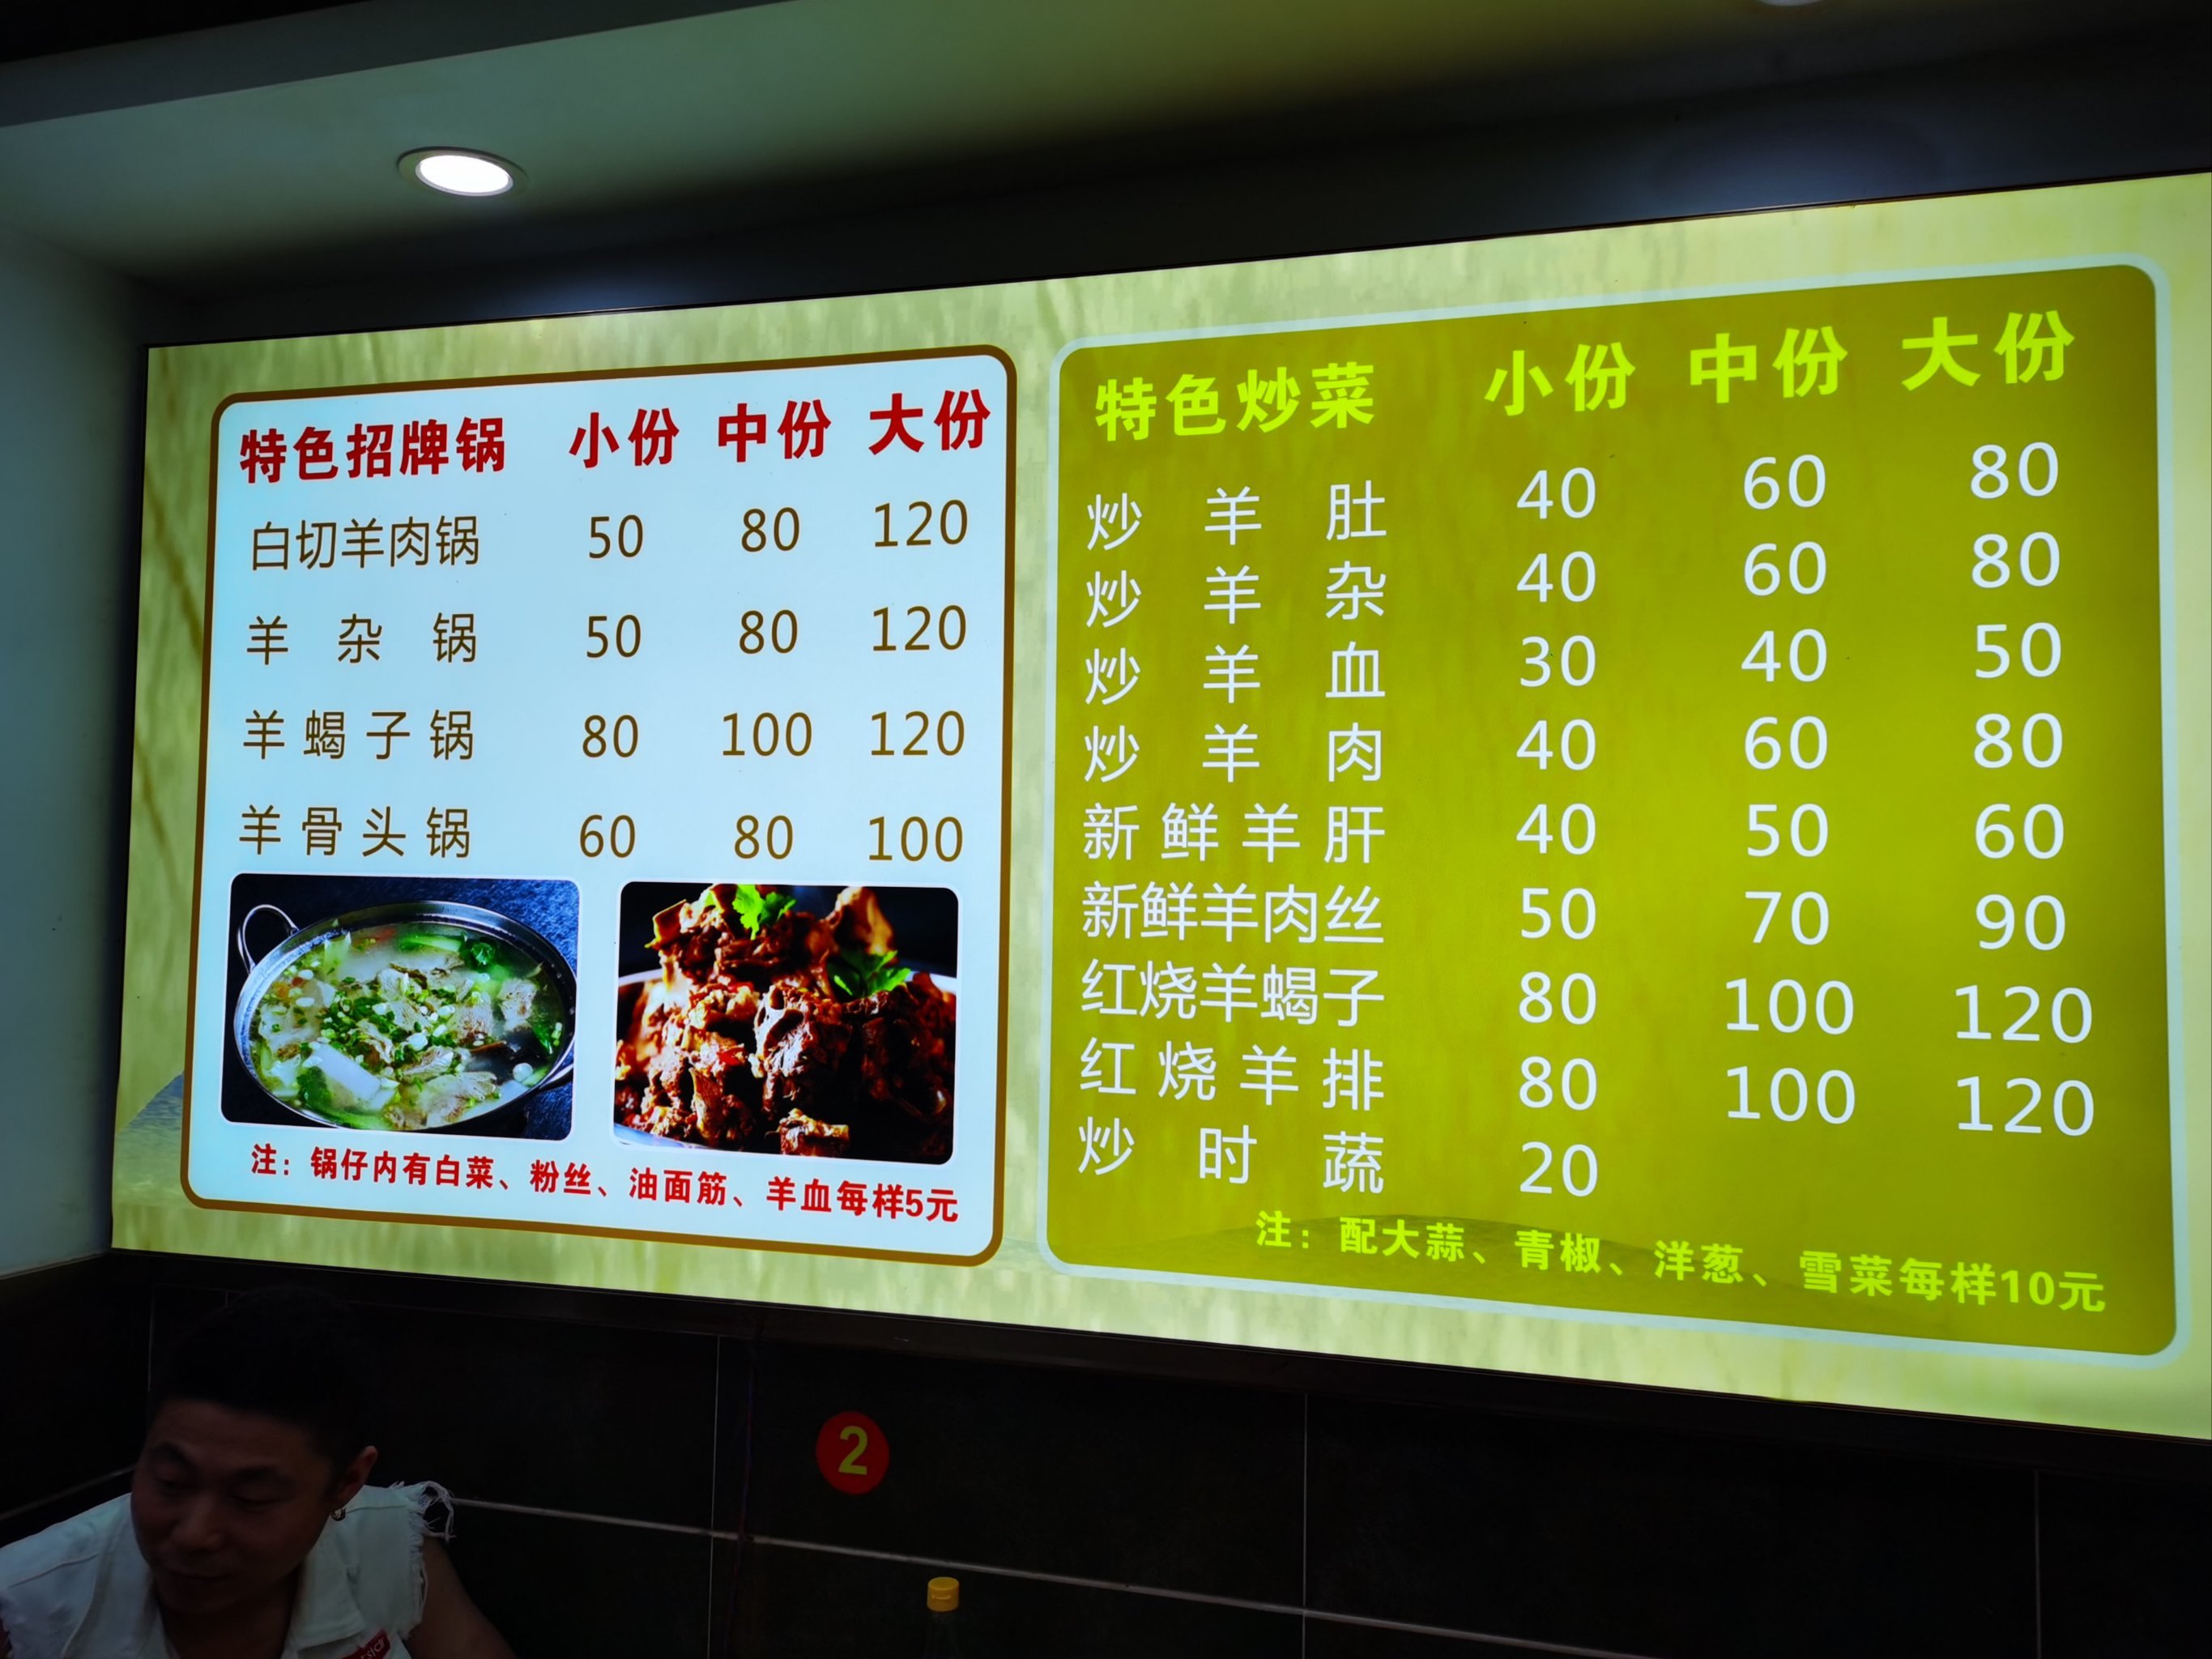 特色招牌锅 小份 中份 大份
白切羊肉锅 50 80 120
羊杂锅 50 80 120
羊蝎子锅 80 100 120
羊骨头锅 60 80 100
注：锅仔内有白菜、粉丝、油面筋、羊血每样5元
特色炒菜 小份 中份 大份
炒羊肚 40 60 80
炒羊杂 40 60 80
炒羊血 30 40 50
炒羊肉 40 60 80
新鲜羊肝 40 50 60
新鲜羊肉丝 50 70 90
红烧羊蝎子 80 100 120
红烧羊排 80 100 120
炒时蔬 20
注：配大蒜、青椒、洋葱、雪菜每样10元
2